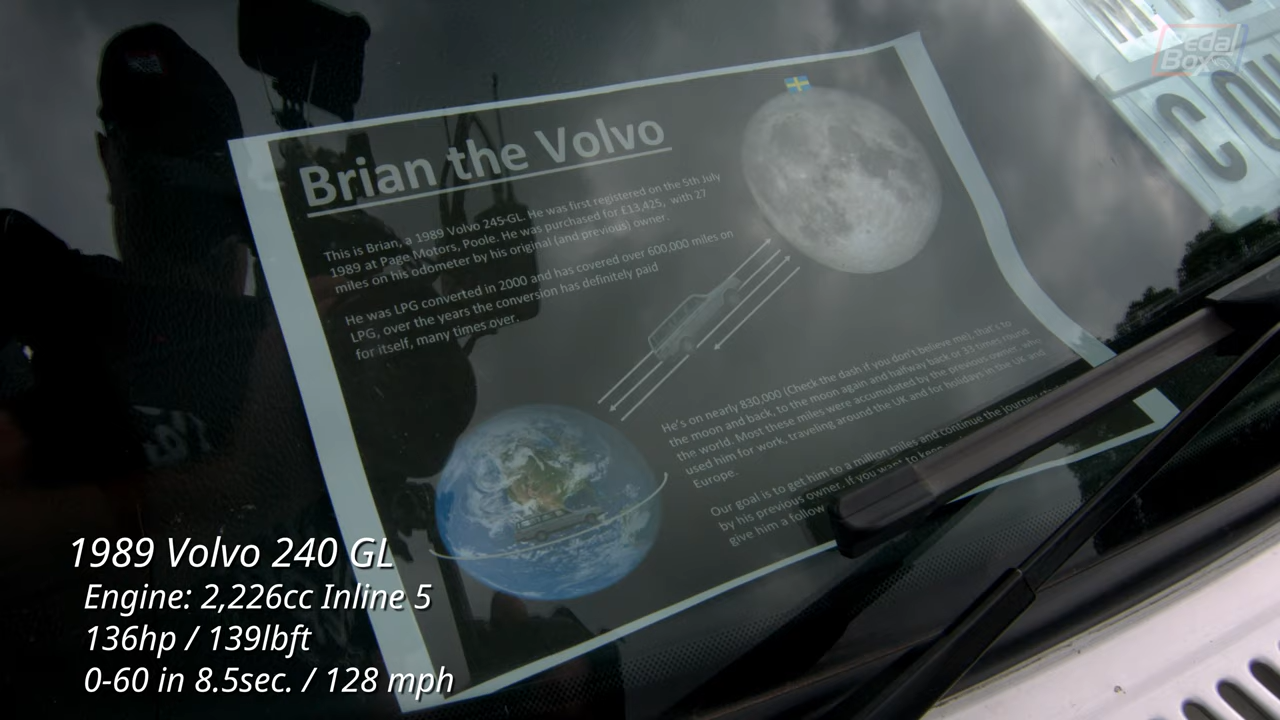 Pedal
Box
Brian the Volvo
This is Brian, a 1989 Volvo 245-GL. He was first registered on the 5th July
1989 at Page Motors, Poole. He was purchased for £13,425, with 27
miles on his odometer by his original (and previous) owner.
He was LPG converted in 2000 and has covered over 600,000 miles on
LPG, over the years the conversion has definitely paid
for itself, many times over.
He's on nearly 830,000 (Check the dash if you don't believe me), that's to
the moon and back, to the moon again and halfway back or 33 times round
the world. Most these miles were accumulated by the previous owner, who
used him for work, traveling around the UK and for holidays in the UK and
Europe.
Our goal is to get him to a million miles and continue the journey
by his previous owner. If you want to keep
give him a follow
1989 Volvo 240 GL
Engine: 2,226cc Inline 5
136hp / 139lbft
0-60 in 8.5sec. / 128 mph